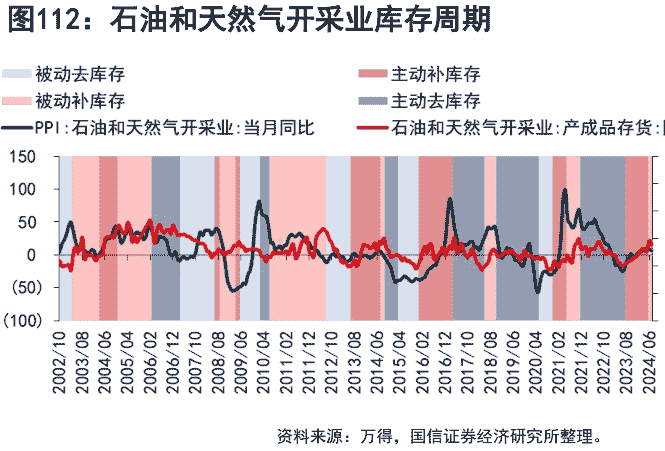 图112：石油和天然气开采业库存周期
被动去库存 主动补库存
被动补库存 主动去库存
PPI:石油和天然气开采业:当月同比 石油和天然气开采业:产成品存货:
150
100
50
0
(50)
(100)
2002/10 2003/08 2004/06 2005/04 2006/02 2006/12 2007/10 2008/08 2009/06 2010/04 2011/02 2011/12 2012/10 2013/08 2014/06 2015/04 2016/02 2016/12 2017/10 2018/08 2019/06 2020/04 2021/02 2021/12 2022/10 2023/08 2024/06
资料来源：万得，国信证券经济研究所整理。